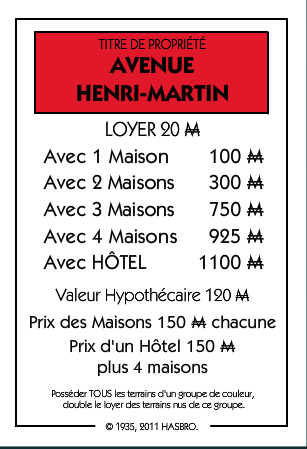 TITRE DE PROPRIÉTÉ
AVENUE
HENRI-MARTIN
LOYER 20 ₩
Avec 1 Maison 100 ₩
Avec 2 Maisons 300 ₩
Avec 3 Maisons 750 ₩
Avec 4 Maisons 925 ₩
Avec HÔTEL 1100 ₩
Valeur Hypothécaire 120 ₩
Prix des Maisons 150 ₩ chacune
Prix d'un Hôtel 150 ₩
plus 4 maisons
Posséder TOUS les terrains d'un groupe de couleur,
double le loyer des terrains nus de ce groupe.
© 1935, 2011 HASBRO.